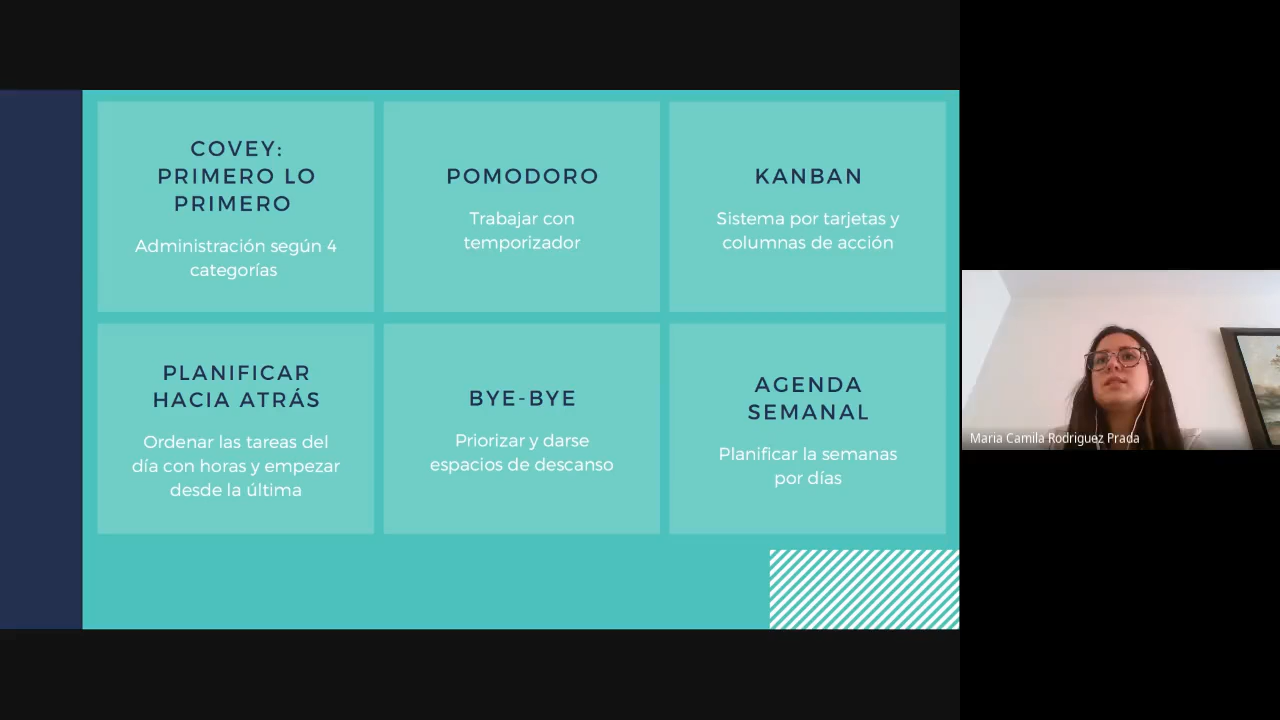 COVEY:
PRIMERO LO
PRIMERO
Administración según 4
categorías
POMODORO
Trabajar con
temporizador
KANBAN
Sistema por tarjetas y
columnas de acción
PLANIFICAR
HACIA ATRÁS
Ordenar las tareas del
día con horas y empezar
desde la última
BYE-BYE
Priorizar y darse
espacios de descanso
AGENDA
SEMANAL
Planificar la semanas
por días
Maria Camila Rodriguez Prada